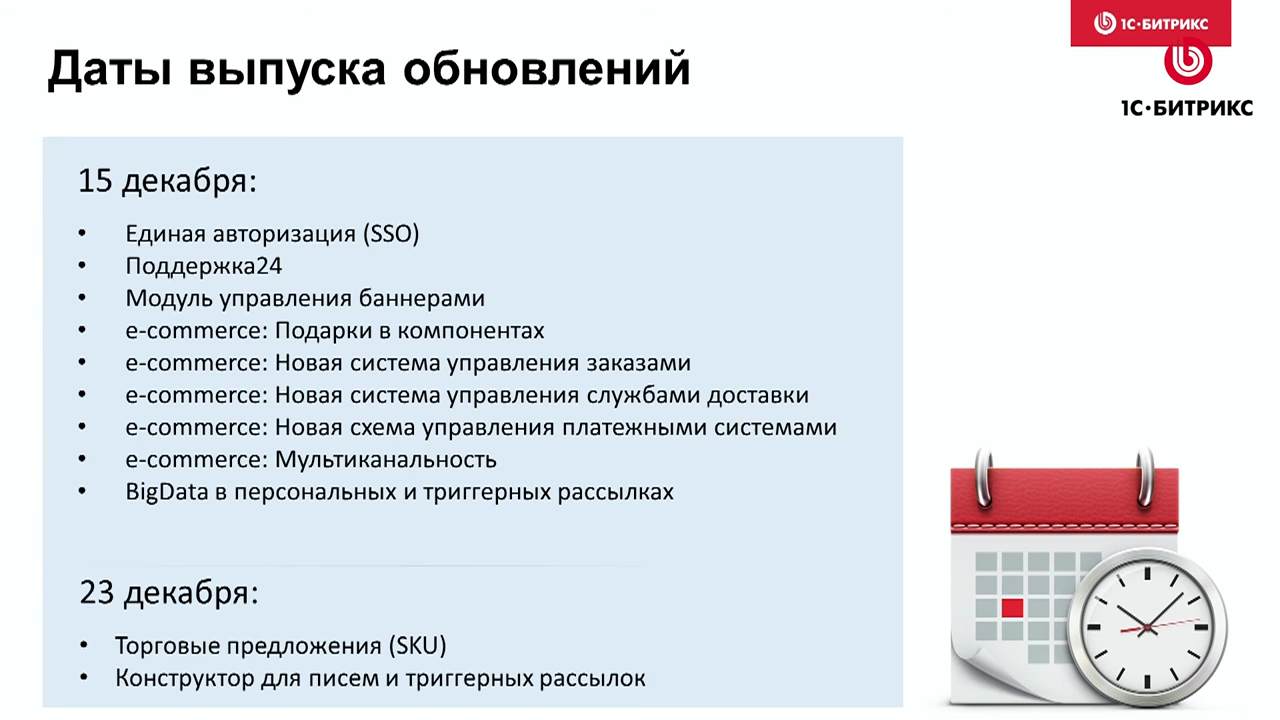 1С·БИТРИКС
Даты выпуска обновлений
1С·БИТРИКС
15 декабря:
• Единая авторизация (SSO)
• Поддержка24
• Модуль управления баннерами
• e-commerce: Подарки в компонентах
• e-commerce: Новая система управления заказами
• e-commerce: Новая система управления службами доставки
• e-commerce: Новая схема управления платежными системами
• e-commerce: Мультиканальность
• BigData в персональных и триггерных рассылках
23 декабря:
• Торговые предложения (SKU)
• Конструктор для писем и триггерных рассылок